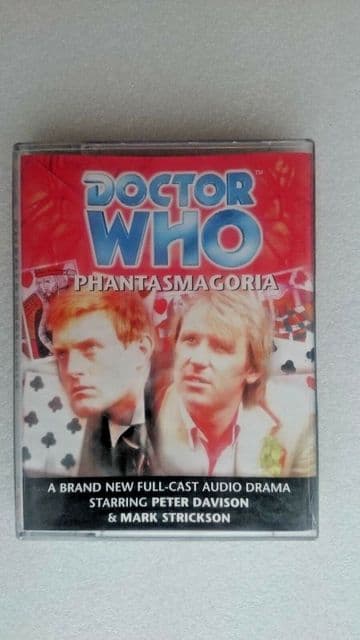 DOCTOR
WHO
PHANTASMAGORIA
A BRAND NEW FULL-CAST AUDIO DRAMA
STARRING PETER DAVISON
& MARK STRICKSON